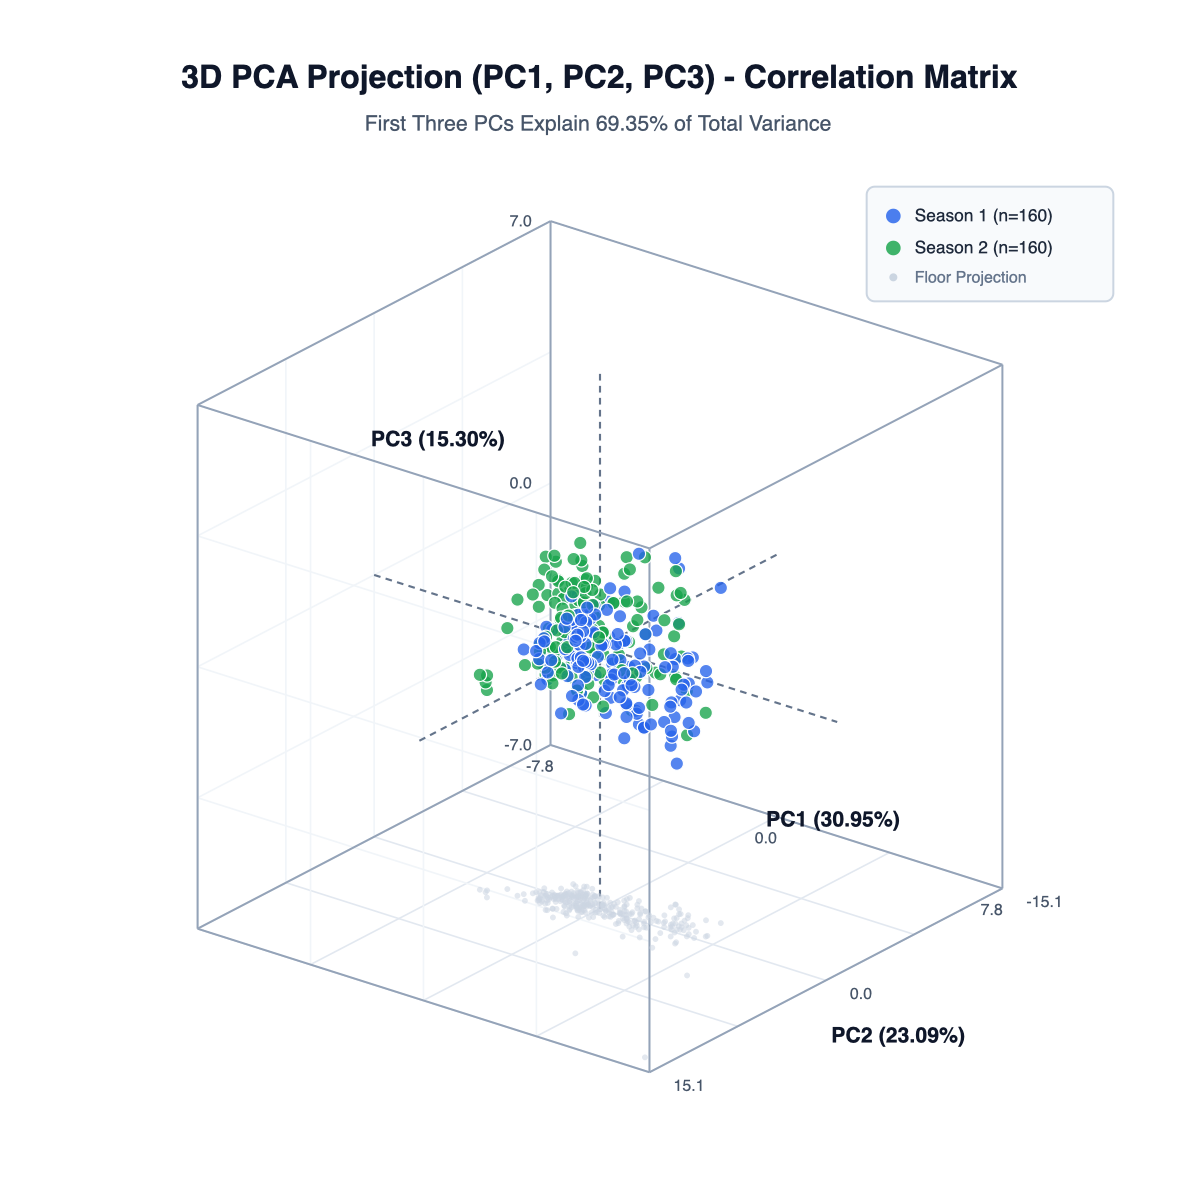 3D PCA Projection (PC1, PC2, PC3) - Correlation Matrix
First Three PCs Explain 69.35% of Total Variance
Season 1 (n=160)
Season 2 (n=160)
Floor Projection
7.0
PC3 (15.30%)
0.0
-7.0
-7.8
PC1 (30.95%)
0.0
7.8
-15.1
0.0
PC2 (23.09%)
15.1